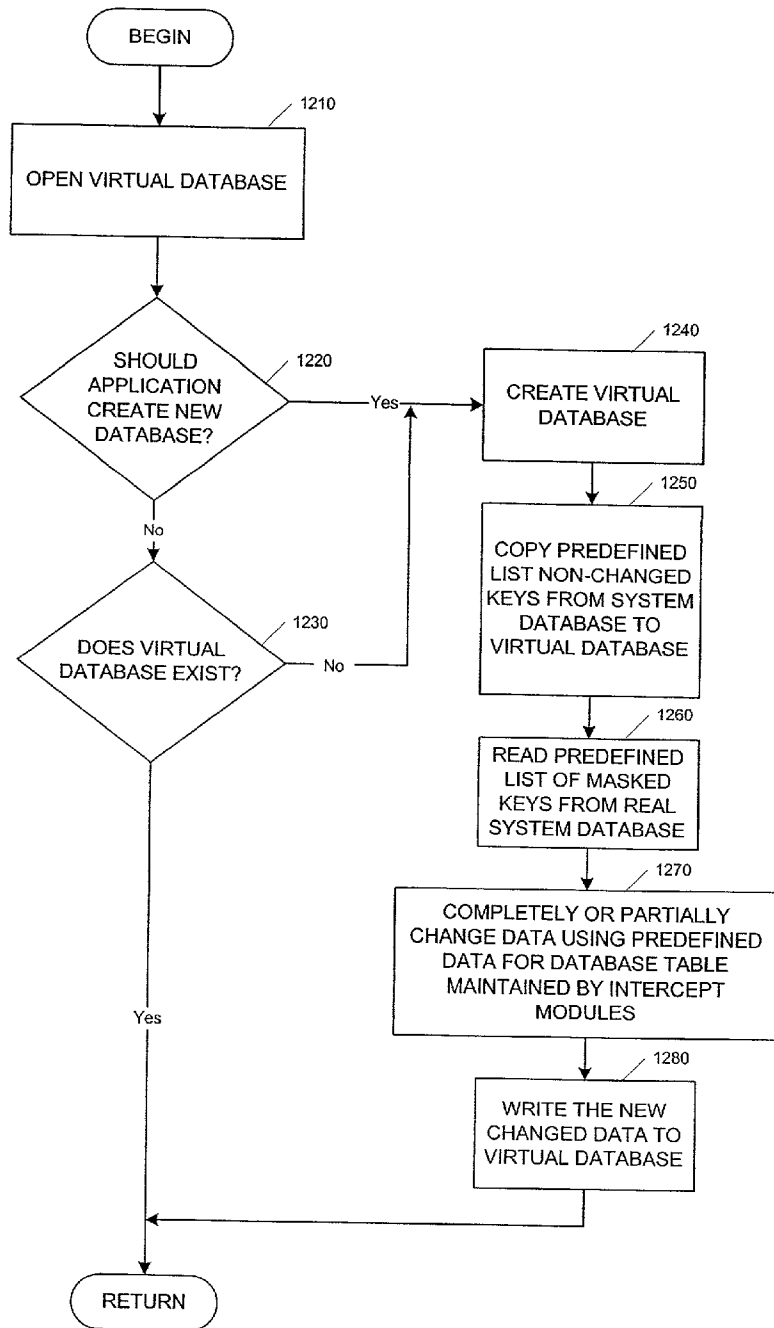 BEGIN
1210
OPEN VIRTUAL DATABASE
SHOULD
APPLICATION
CREATE NEW
DATABASE?
1220
Yes
No
DOES VIRTUAL
DATABASE EXIST?
1230
No
Yes
1240
CREATE VIRTUAL
DATABASE
1250
COPY PREDEFINED
LIST NON-CHANGED
KEYS FROM SYSTEM
DATABASE TO
VIRTUAL DATABASE
1260
READ PREDEFINED
LIST OF MASKED
KEYS FROM REAL
SYSTEM DATABASE
1270
COMPLETELY OR PARTIALLY
CHANGE DATA USING PREDEFINED
DATA FOR DATABASE TABLE
MAINTAINED BY INTERCEPT
MODULES
1280
WRITE THE NEW
CHANGED DATA TO
VIRTUAL DATABASE
RETURN